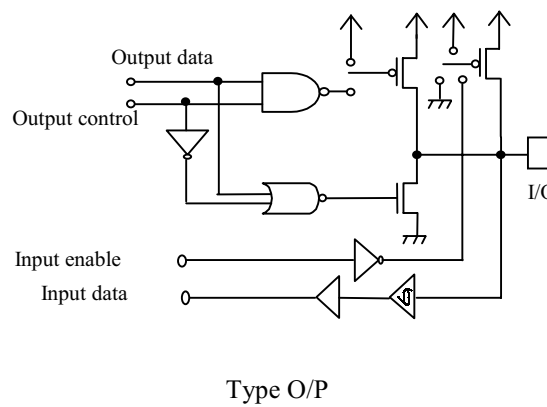 Output data
Output control
I/O
Input enable
Input data
Type O/P